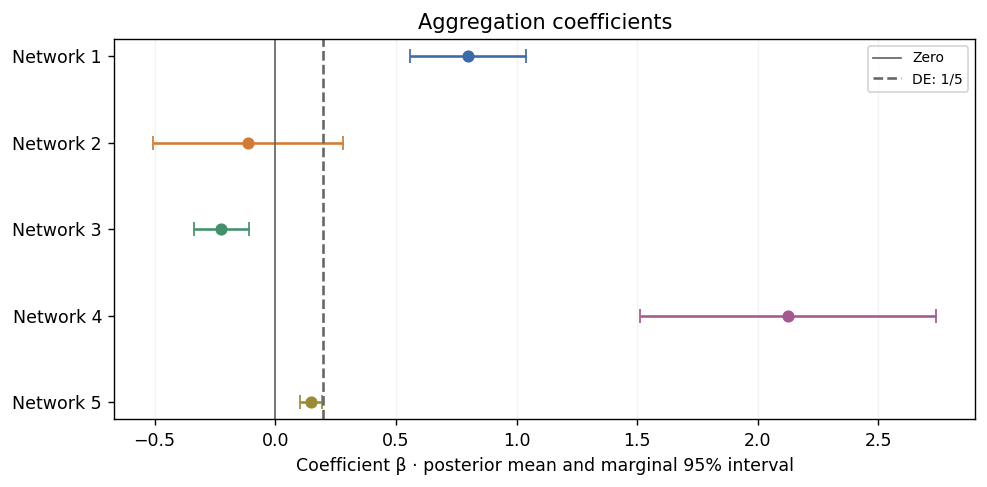 Aggregation coefficients
Network 1
Network 2
Network 3
Network 4
Network 5
Zero
DE: 1/5
−0.5 0.0 0.5 1.0 1.5 2.0 2.5
Coefficient β · posterior mean and marginal 95% interval